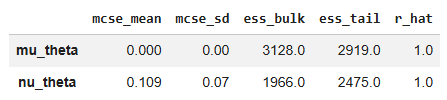 mcse_mean mcse_sd ess_bulk ess_tail r_hat
mu_theta 0.000 0.00 3128.0 2919.0 1.0
nu_theta 0.109 0.07 1966.0 2475.0 1.0